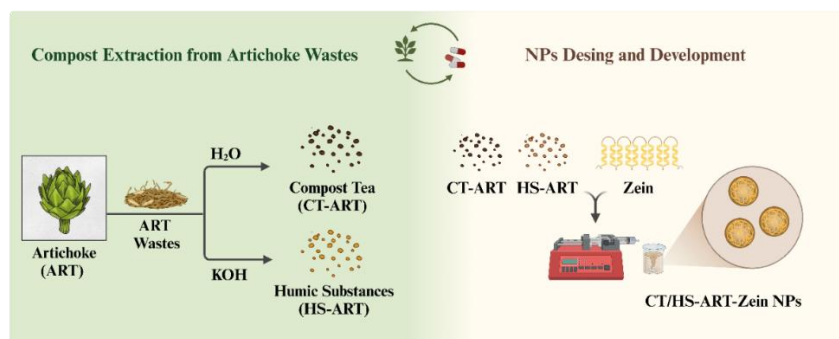 Compost Extraction from Artichoke Wastes
NPs Desing and Development
H₂O
Compost Tea
(CT-ART)
ART
Wastes
Artichoke
(ART)
KOH
Humic Substances
(HS-ART)
CT-ART
HS-ART
Zein
CT/HS-ART-Zein NPs